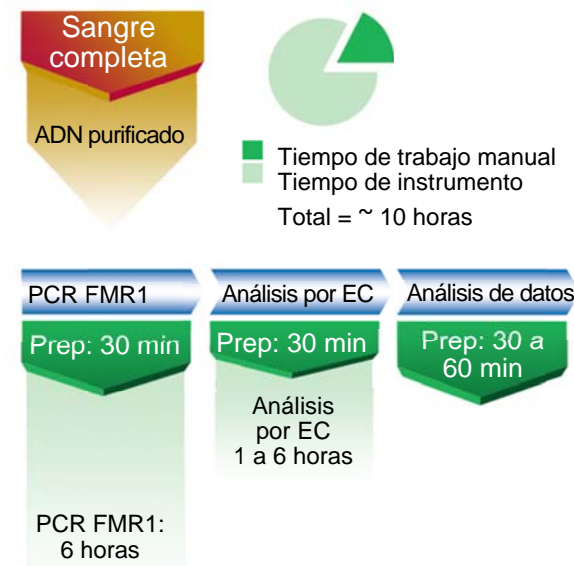 Sangre
completa
ADN purificado
Tiempo de trabajo manual
Tiempo de instrumento
Total = ~ 10 horas
PCR FMR1
Análisis por EC
Análisis de datos
Prep: 30 min
Prep: 30 min
Prep: 30 a
60 min
Análisis
por EC
1 a 6 horas
PCR FMR1:
6 horas